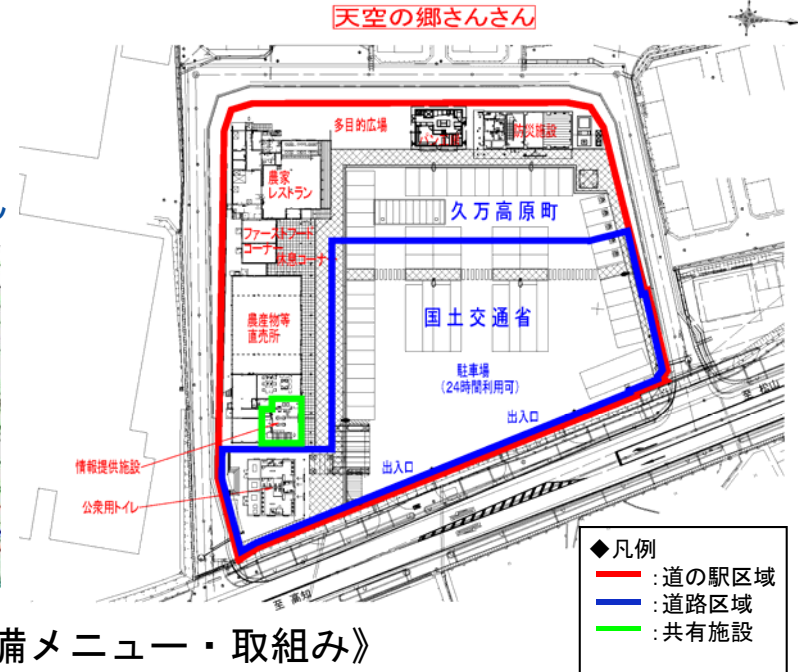 天空の郷さんさん
多目的広場
防災施設
農家
レストラン
久万高原町
ファーストフード
コーナー
休息コーナー
国土交通省
農産物等
直売所
駐車場
(24時間利用可)
至 松山
出入口
出入口
情報提供施設
公衆用トイレ
至 高知
◆凡例
:道の駅区域
:道路区域
:共有施設
備メニュー・取組み》